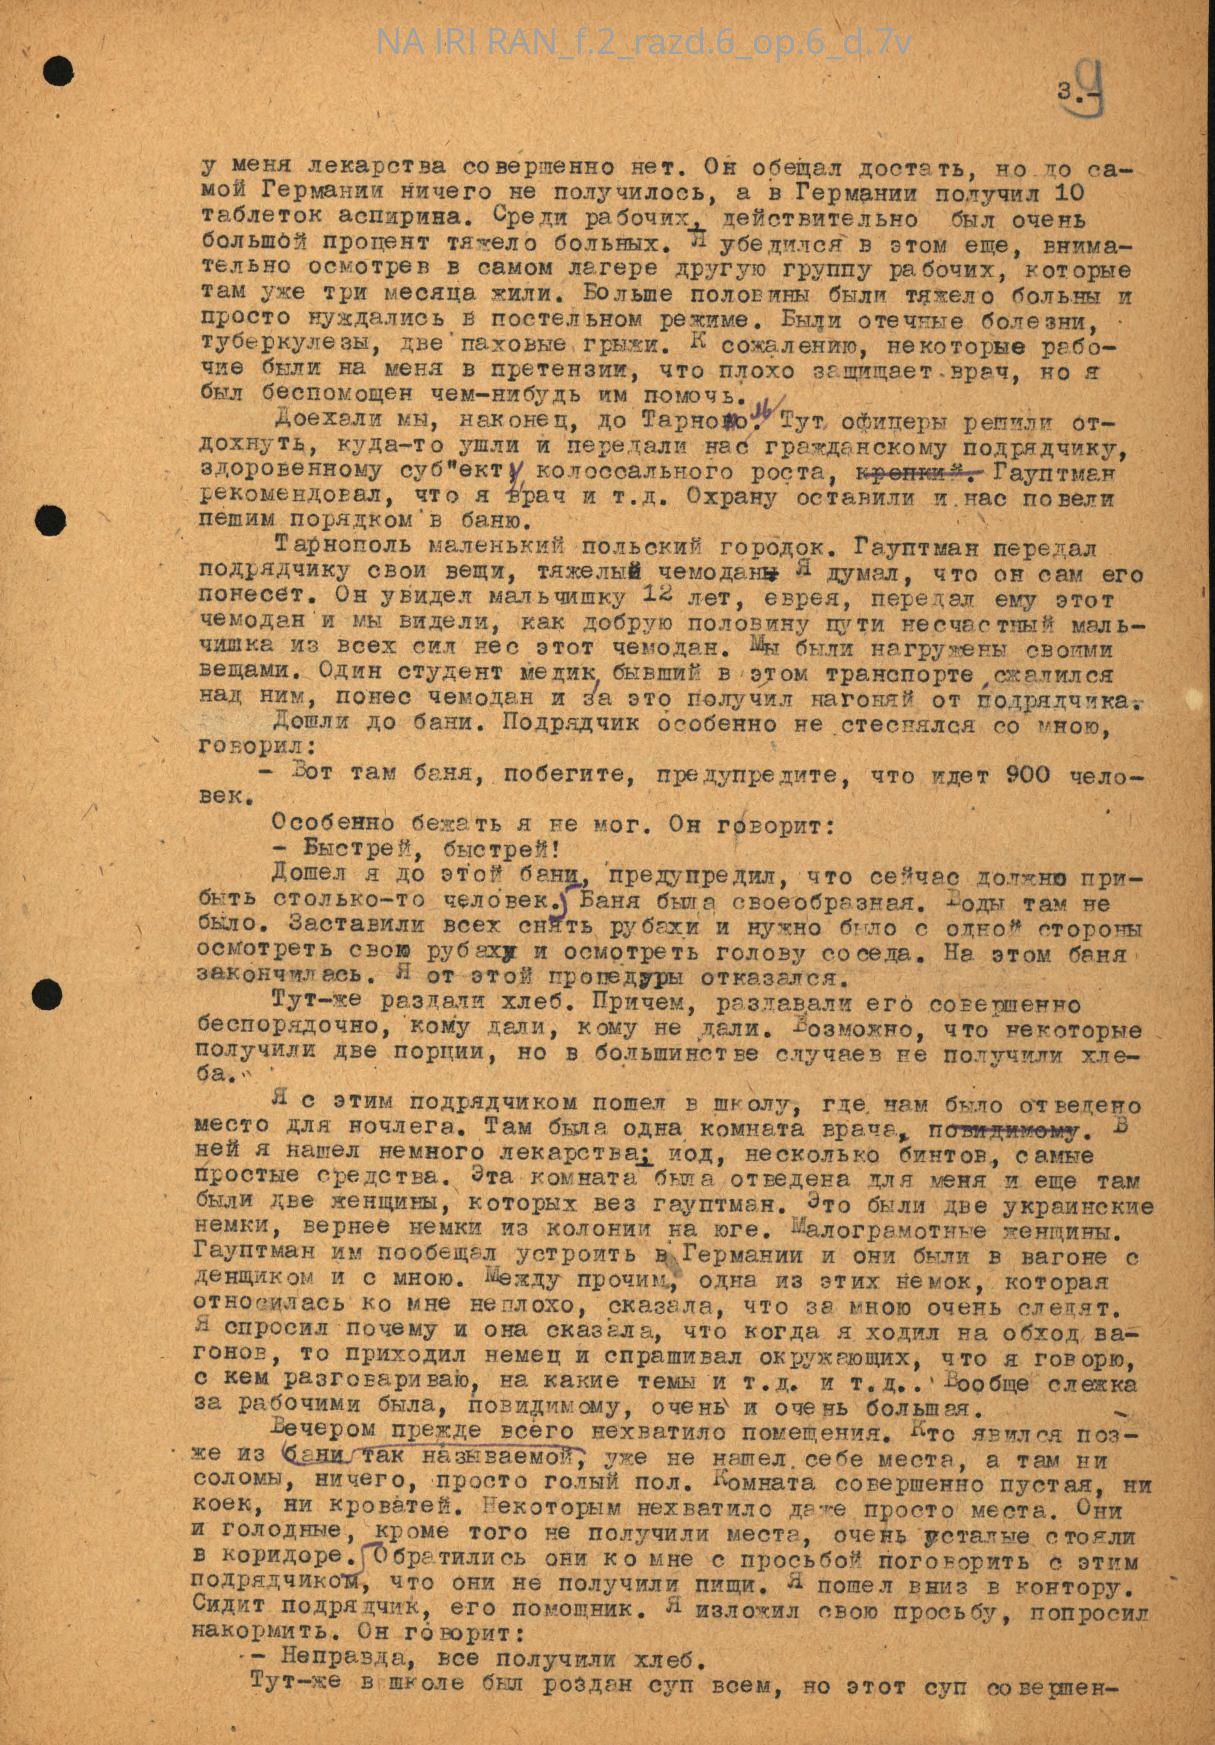 NA IRI RAN_f.2_razd.6_op.6_d.7v
3.-
9
у меня лекарства совершенно нет. Он обещал достать, но до са-
мой Германии ничего не получилось, а в Германии получил 10
таблеток аспирина. Среди рабочих, действительно был очень
большой процент тяжело больных. Я убедился в этом еще, внима-
тельно осмотрев в самом лагере другую группу рабочих, которые
там уже три месяца жили. Больше половины были тяжело больны и
просто нуждались в постельном режиме. Были отечные болезни,
туберкулезы, две паховые грыжи. К сожалению, некоторые рабо-
чие были на меня в претензии, что плохо защищает врач, но я
был беспомощен чем-нибудь им помочь.
Доехали мы, наконец, до Тарно Тут офицеры решили от-
дохнуть, куда-то ушли и передали нас гражданскому подрядчику,
здоровенному суб"екту колоссального роста, крепкий. Гауптман
рекомендовал, что я врач и т.д. Охрану оставили и нас повели
пешим порядком в баню.
Тарнополь маленький польский городок. Гауптман передал
подрядчику свои вещи, тяжелый чемодан Я думал, что он сам его
понесет. Он увидел мальчишку 12 лет, еврея, передал ему этот
чемодан и мы видели, как добрую половину пути несчастный маль-
чишка из всех сил нес этот чемодан. Мы были нагружены своими
вещами. Один студент медик, бывший в этом транспорте, сжалился
над ним, понес чемодан и за это получил нагоняй от подрядчика.
Дошли до бани. Подрядчик особенно не стеснялся со мною,
говорил:
- Вот там баня, побегите, предупредите, что идет 900 чело-
век.
Особенно бежать я не мог. Он говорит:
- Быстрей, быстрей!
Дошел я до этой бани, предупредил, что сейчас должно при-
быть столько-то человек. Баня была своеобразная. Воды там не
было. Заставили всех снять рубахи и нужно было с одной стороны
осмотреть свою рубаху и осмотреть голову соседа. На этом баня
закончилась. Я от этой процедуры отказался.
Тут-же раздали хлеб. Причем, раздавали его совершенно
беспорядочно, кому дали, кому не дали. Возможно, что некоторые
получили две порции, но в большинстве случаев не получили хле-
ба.
Я с этим подрядчиком пошел в школу, где нам было отведено
место для ночлега. Там была одна комната врача, повидимому. В
ней я нашел немного лекарства; иод, несколько бинтов, самые
простые средства. Эта комната была отведена для меня и еще там
были две женщины, которых вез гауптман. Это были две украинские
немки, вернее немки из колонии на юге. Малограмотные женщины.
Гауптман им пообещал устроить в Германии и они были в вагоне с
денщиком и с мною. Между прочим, одна из этих немок, которая
относилась ко мне неплохо, сказала, что за мною очень следят.
Я спросил почему и она сказала, что когда я ходил на обход ва-
гонов, то приходил немец и спрашивал окружающих, что я говорю,
с кем разговариваю, на какие темы и т.д. и т.д.. Вообще слежка
за рабочими была, повидимому, очень и очень большая.
Вечером прежде всего нехватило помещения. Кто явился поз-
же из бани так называемой, уже не нашел себе места, а там ни
соломы, ничего, просто голый пол. Комната совершенно пустая, ни
коек, ни кроватей. Некоторым нехватило даже просто места. Они
и голодные, кроме того не получили места, очень усталые стояли
в коридоре. Обратились они ко мне с просьбой поговорить с этим
подрядчиком, что они не получили пищи. Я пошел вниз в контору.
Сидит подрядчик, его помощник. Я изложил свою просьбу, попросил
накормить. Он говорит:
- Неправда, все получили хлеб.
Тут-же в школе был роздан суп всем, но этот суп совершен-